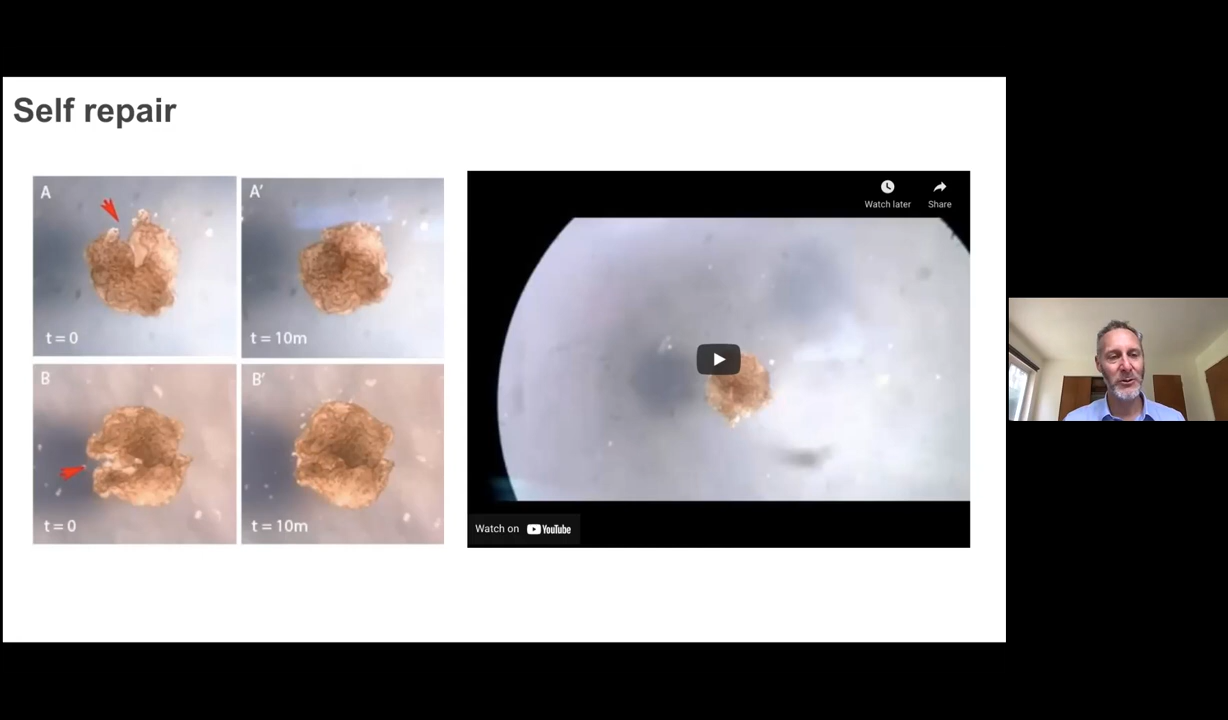 Self repair
A
t = 0
A′
t = 10m
B
t = 0
B′
t = 10m
Watch later
Share
Watch on YouTube